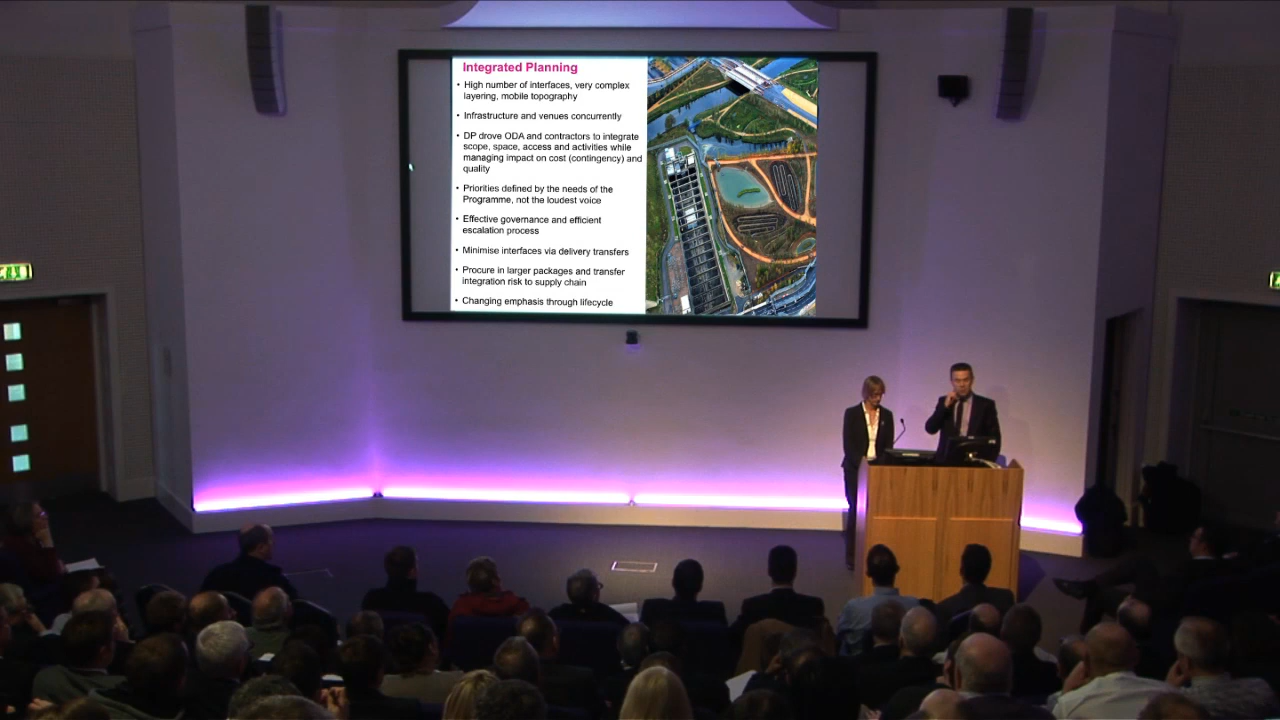 Integrated Planning
• High number of interfaces, very complex
layering, mobile topography
• Infrastructure and venues concurrently
• DP drove ODA and contractors to integrate
scope, space, access and activities while
managing impact on cost (contingency) and
quality
• Priorities defined by the needs of the
Programme, not the loudest voice
• Effective governance and efficient
escalation process
• Minimise interfaces via delivery transfers
• Procure in larger packages and transfer
integration risk to supply chain
• Changing emphasis through lifecycle